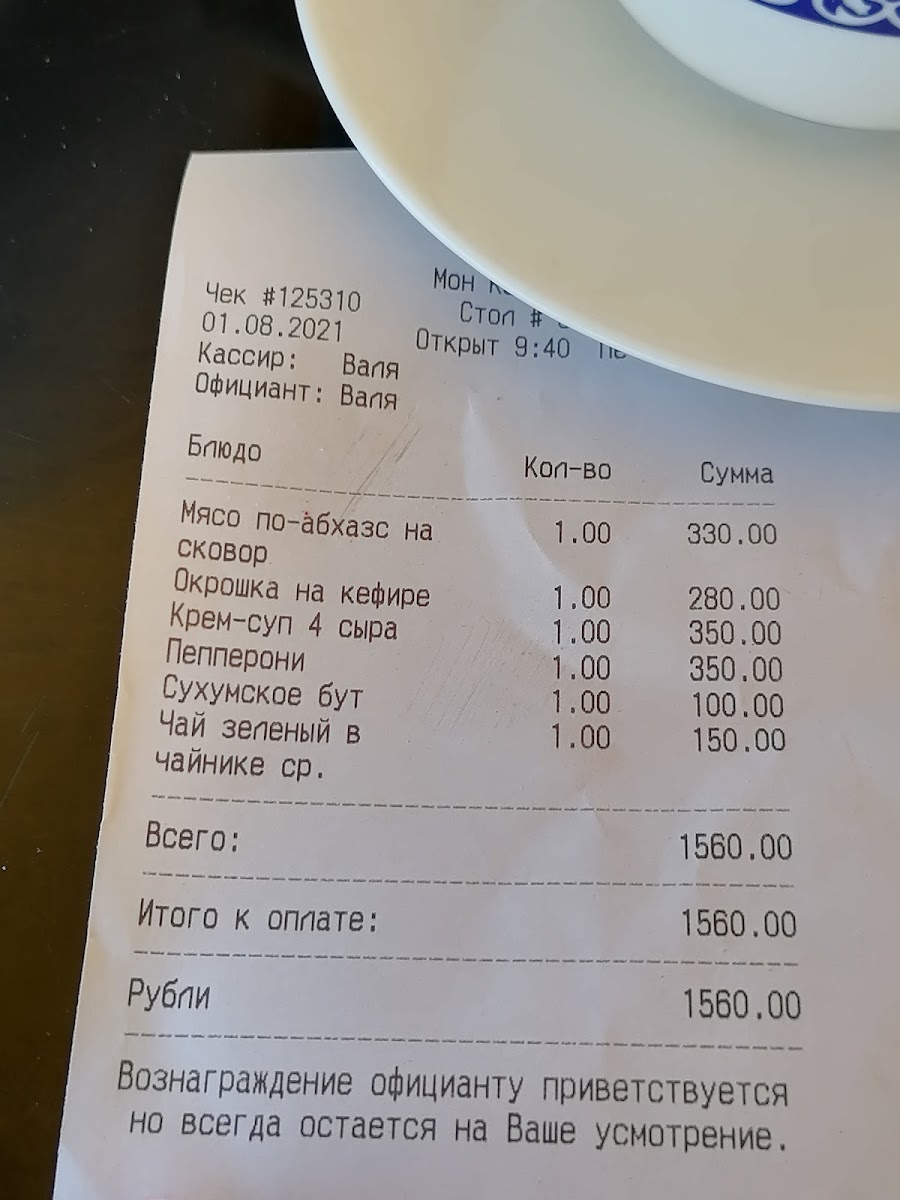 Мон
Чек #125310 Стол #
01.08.2021 Открыт 9:40
Кассир: Валя
Официант: Валя
Блюдо Кол-во Сумма
Мясо по-абхазс на 1.00 330.00
сковор
Окрошка на кефире 1.00 280.00
Крем-суп 4 сыра 1.00 350.00
Пепперони 1.00 350.00
Сухумское бут 1.00 100.00
Чай зеленый в 1.00 150.00
чайнике ср.
Всего: 1560.00
Итого к оплате: 1560.00
Рубли 1560.00
Вознаграждение официанту приветствуется
но всегда остается на Ваше усмотрение.